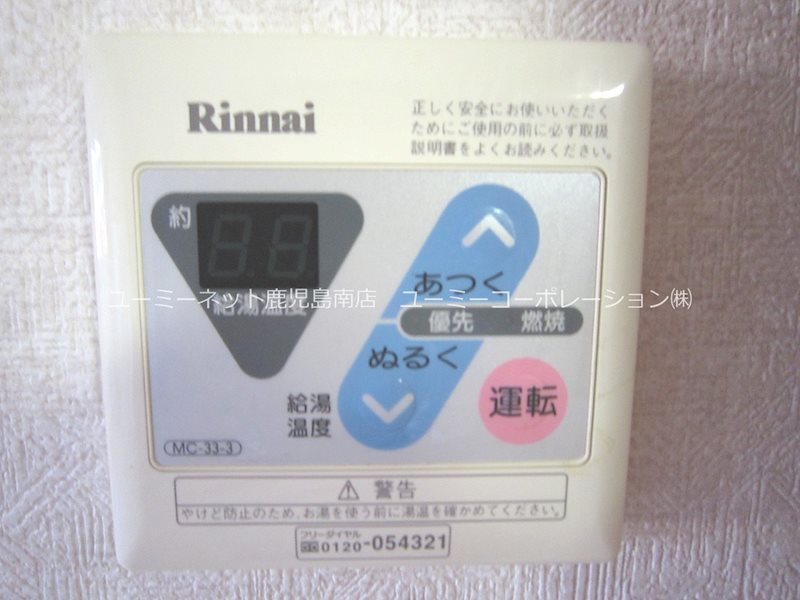 Rinnai
正しく安全にお使いいただく
ためにご使用の前に必ず取扱
説明書をよくお読みください。
約
給湯温度
あつく
優先 燃焼
ぬるく
運転
給湯
温度
MC-33-3
ユーミーネット鹿児島南店 ユーミーコーポレーション㈱
⚠ 警告
やけど防止のため、お湯を使う前に湯温を確かめてください。
フリーダイヤル
0120-054321